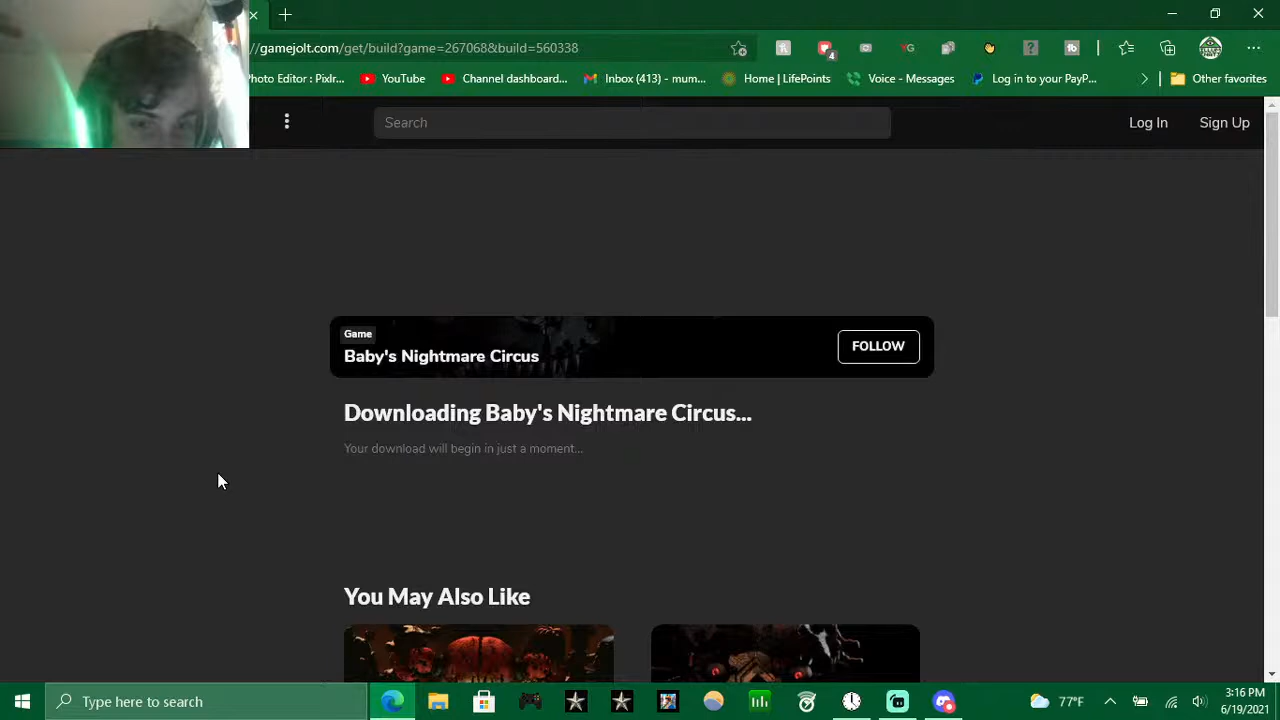 //gamejolt.com/get/build?game=267068&build=560338
YG
4
hoto Editor : Pidr...
YouTube
Channel dashboard...
Inbox (413) - mum...
Home | LifePoints
Voice - Messages
Log in to your PayP...
Other favorites
Search
Log In
Sign Up
Game
Baby's Nightmare Circus
FOLLOW
Downloading Baby's Nightmare Circus...
Your download will begin in just a moment...
You May Also Like
Type here to search
77°F
3:16 PM
6/19/2021